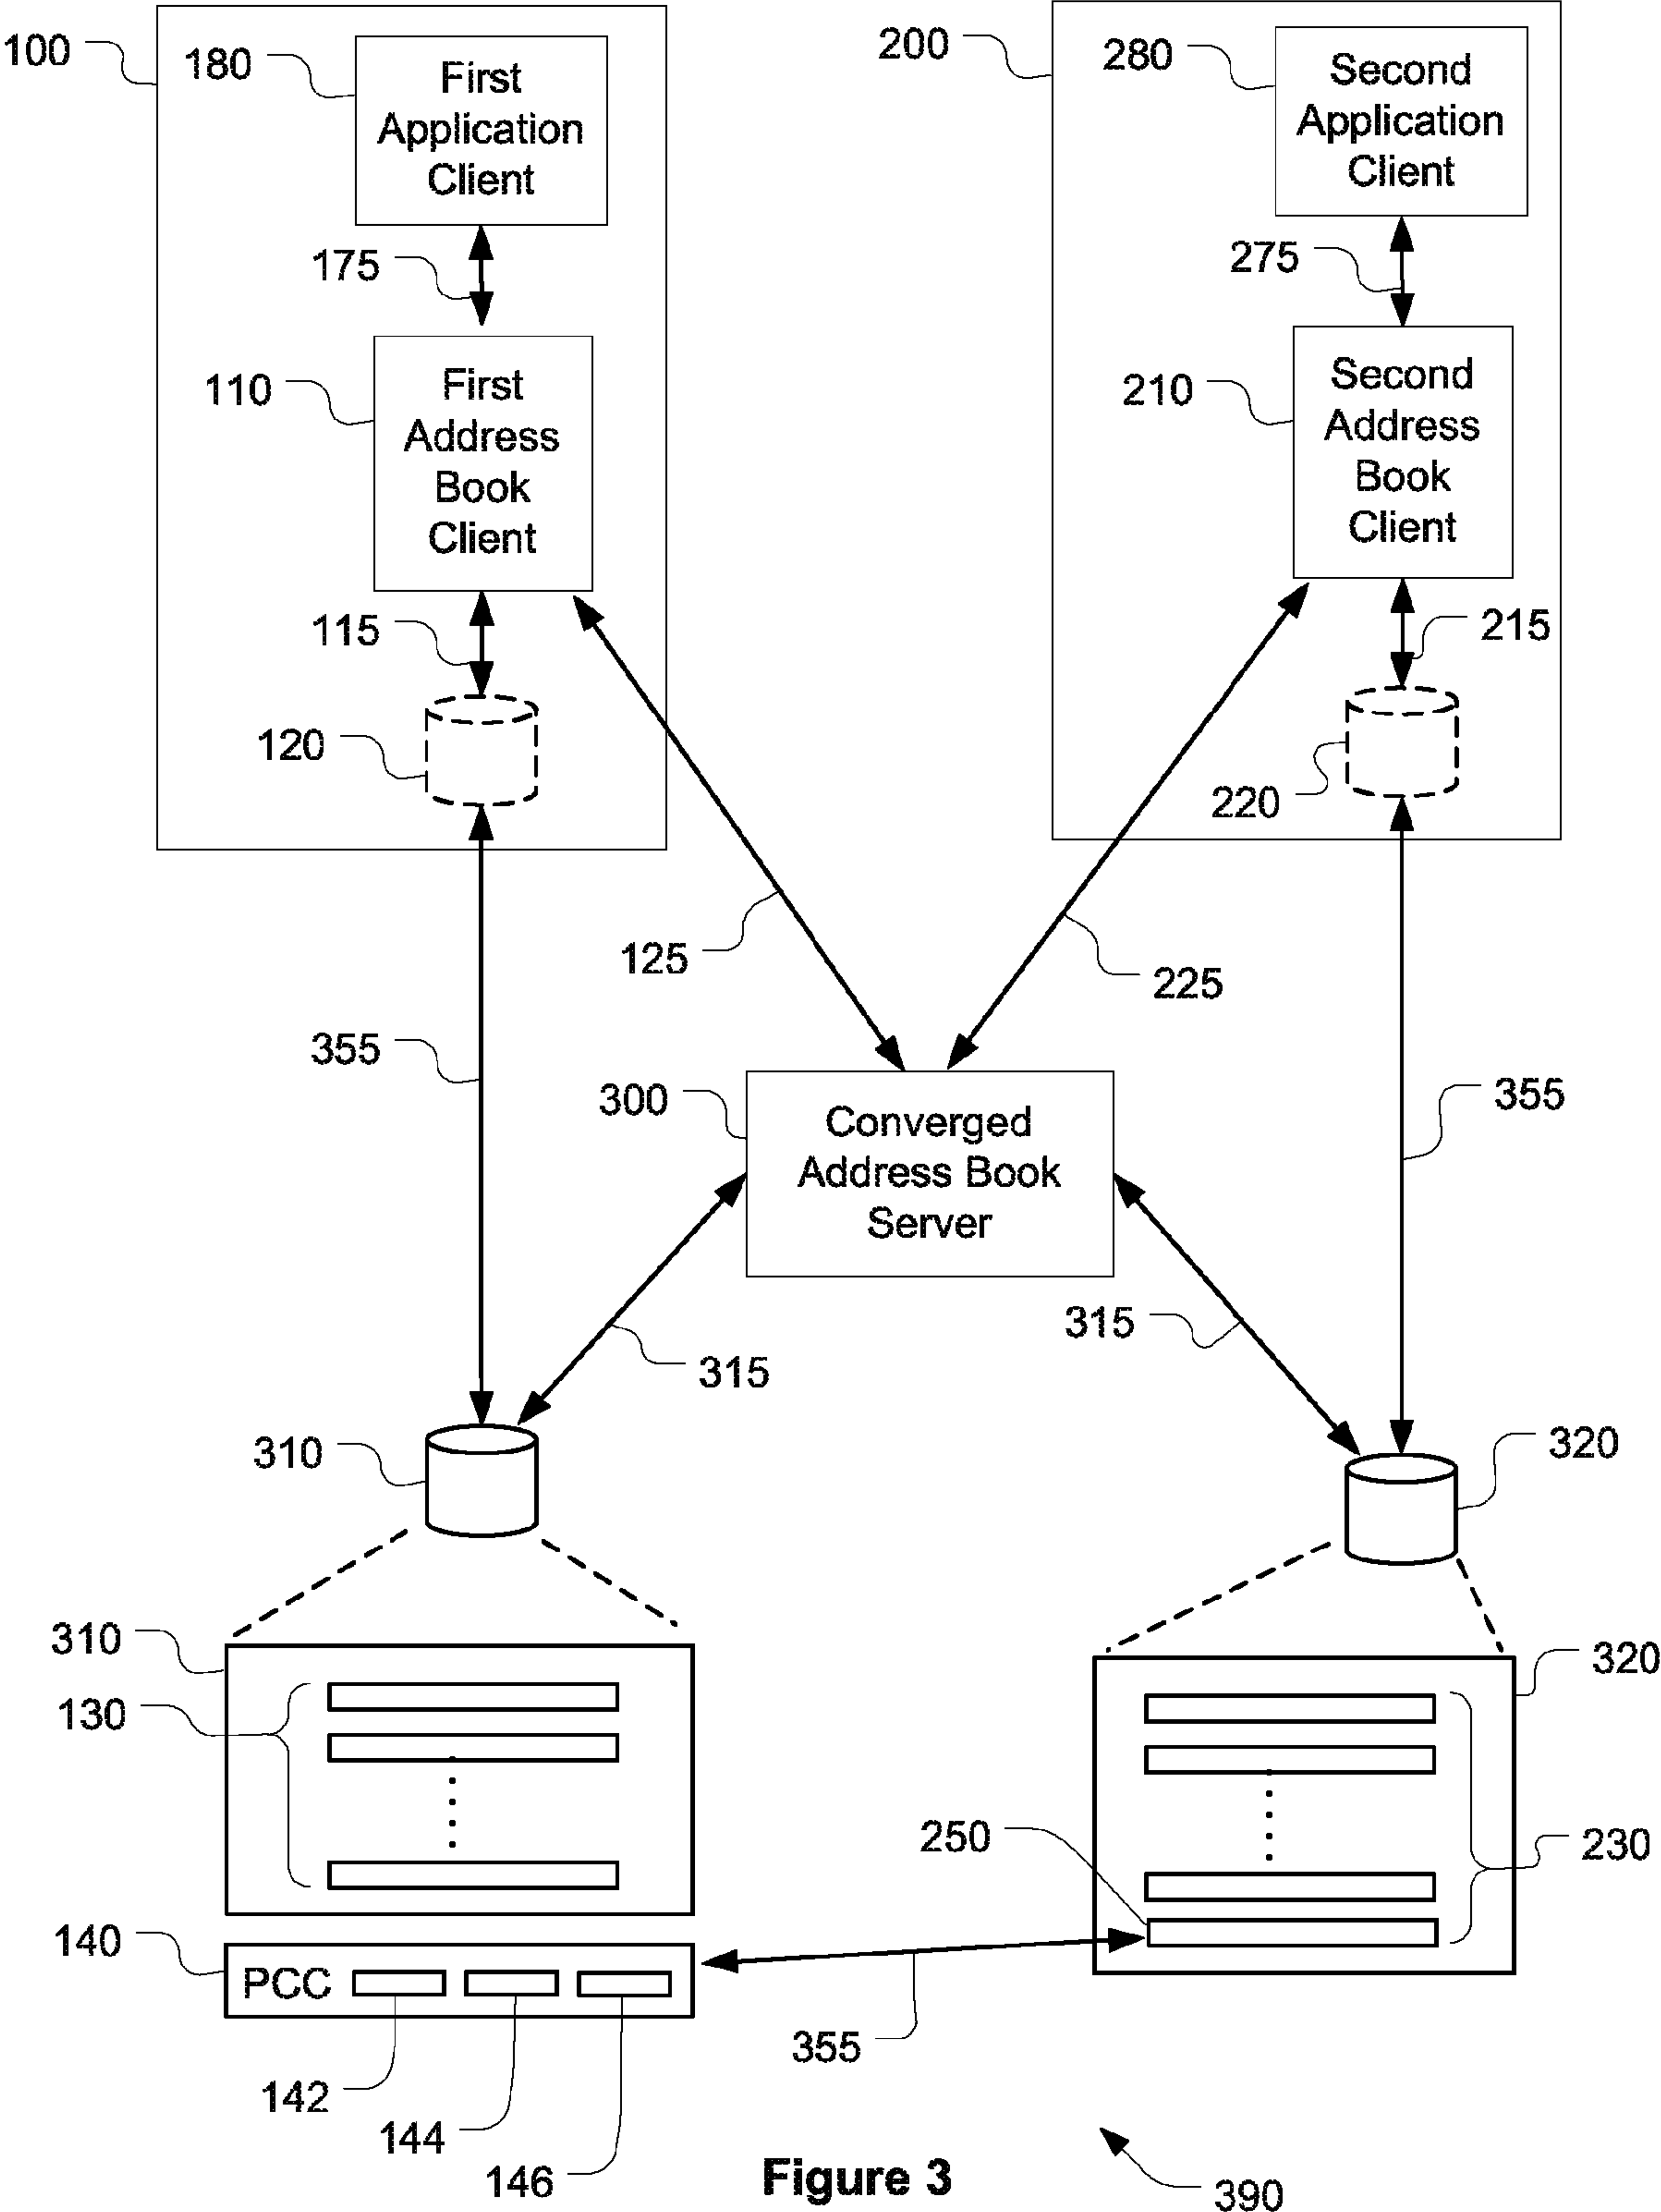 100
180
First
Application
Client
200
280
Second
Application
Client
175
275
110
First
Address
Book
Client
210
Second
Address
Book
Client
115
215
120
220
125
225
355
355
300
Converged
Address Book
Server
315
315
310
320
310
320
130
230
250
140
PCC
355
142
144
146
Figure 3
390